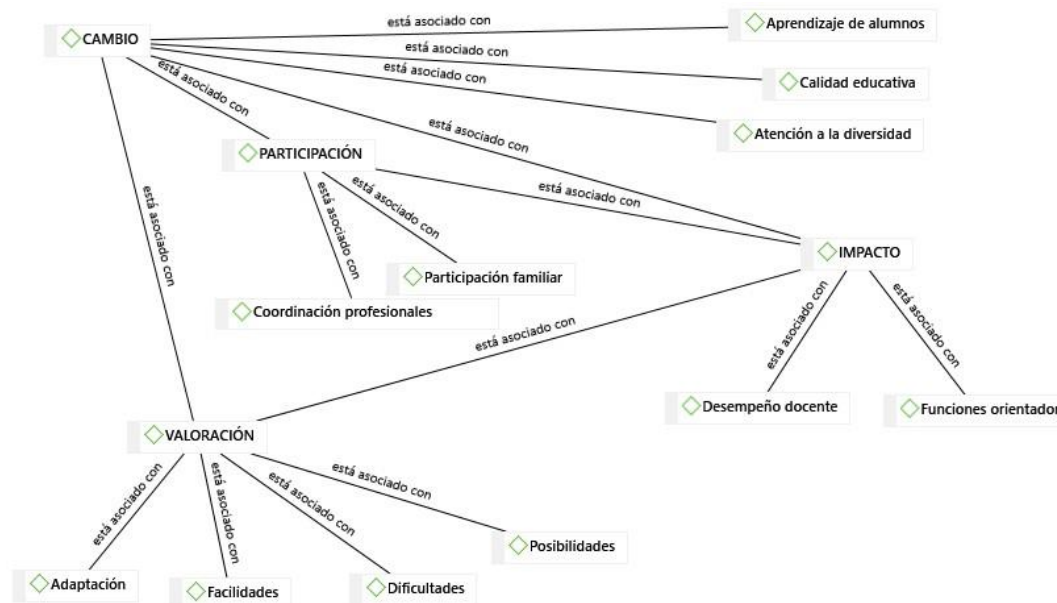 está asociado con
Aprendizaje de alumnos
CAMBIO
está asociado con
está asociado con
Calidad educativa
está asociado con
está asociado con
Atención a la diversidad
PARTICIPACIÓN
está asociado con
está asociado con
está asociado con
está asociado con
IMPACTO
Participación familiar
Coordinación profesionales
está asociado con
está asociado con
está asociado con
está asociado con
Desempeño docente
Funciones orientador
VALORACIÓN
está asociado con
está asociado con
está asociado con
está asociado con
Posibilidades
Adaptación
Facilidades
Dificultades